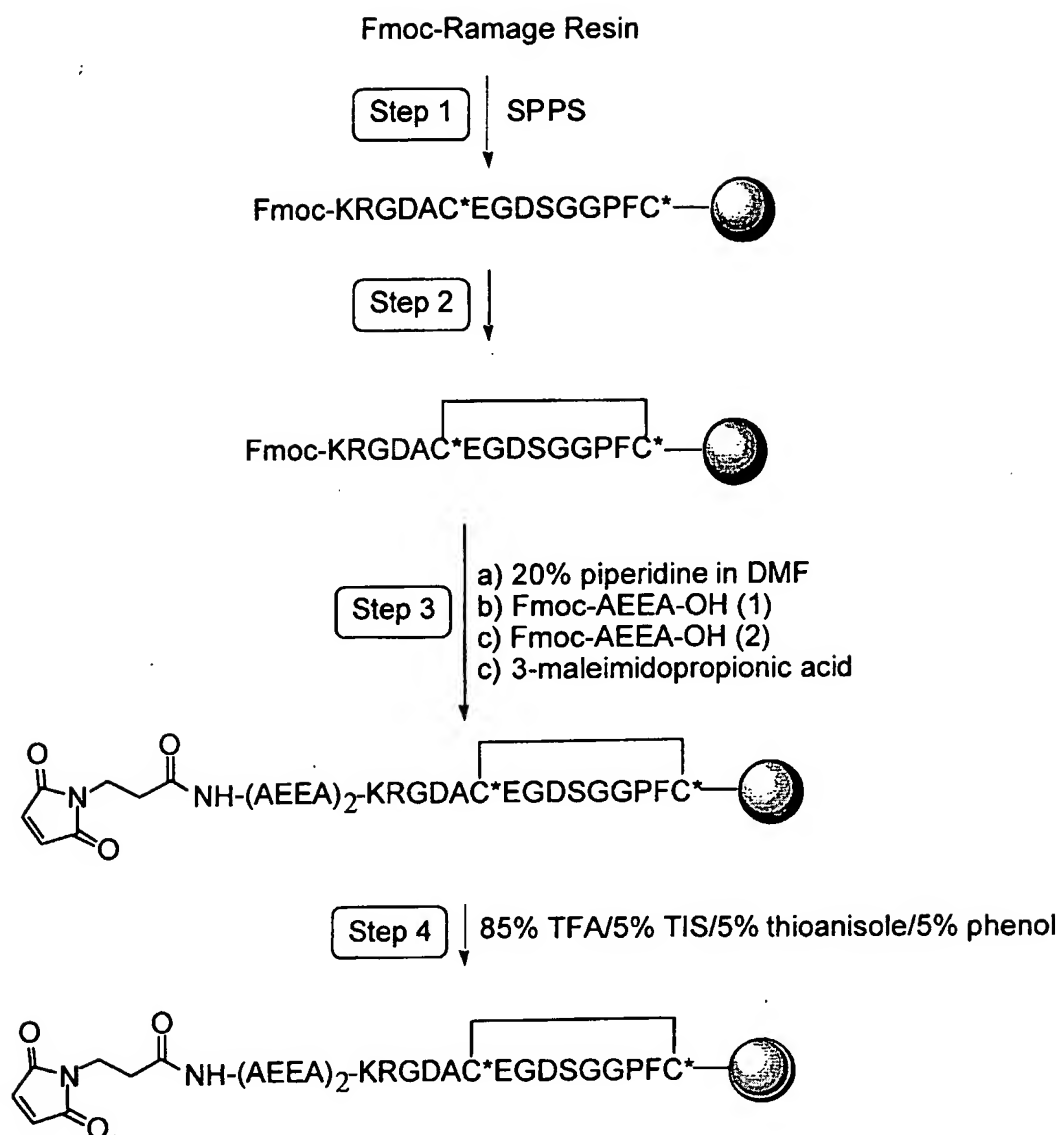 Fmoc-Ramage Resin
Step 1
SPPS
Fmoc-KRGDAC*EGDSGGPFC*
Step 2
Fmoc-KRGDAC*EGDSGGPFC*
Step 3
a) 20% piperidine in DMF
b) Fmoc-AEEA-OH (1)
c) Fmoc-AEEA-OH (2)
c) 3-maleimidopropionic acid
O
O
N
NH-(AEEA)2-KRGDAC*EGDSGGPFC*
O
Step 4
85% TFA/5% TIS/5% thioanisole/5% phenol
O
O
N
NH-(AEEA)2-KRGDAC*EGDSGGPFC*
O